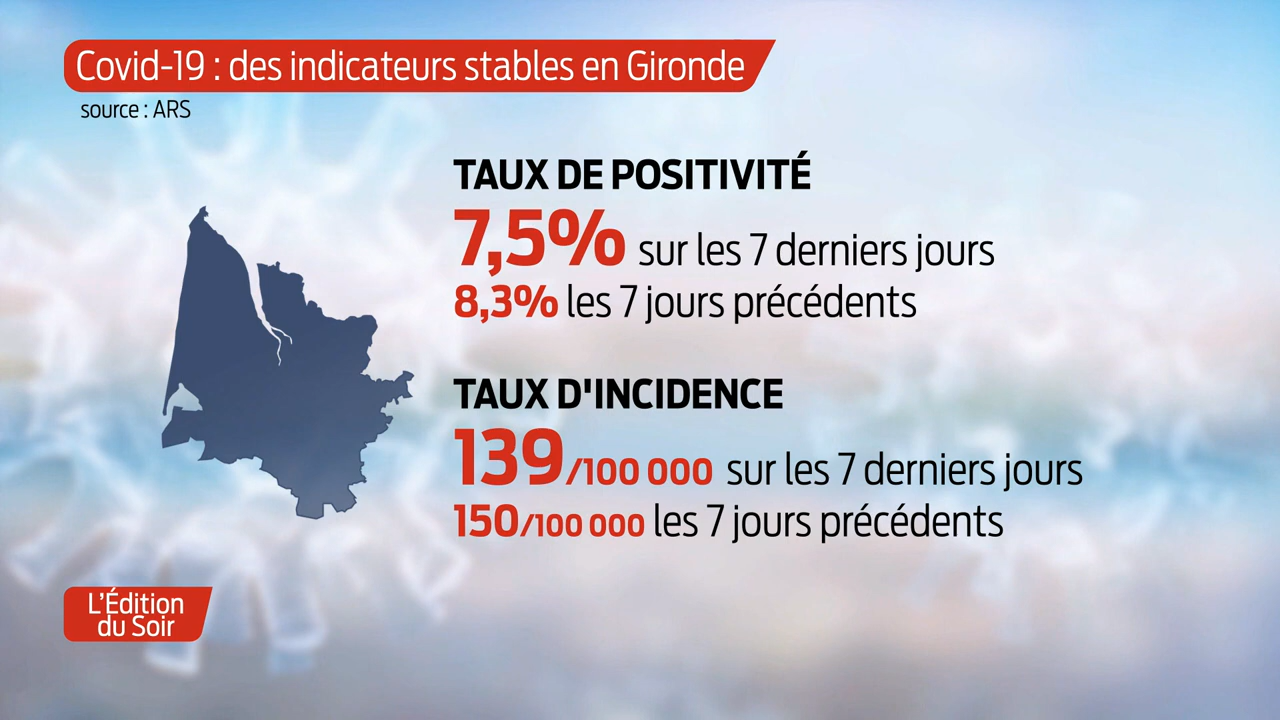 Covid-19 : des indicateurs stables en Gironde
source : ARS
TAUX DE POSITIVITÉ
7,5% sur les 7 derniers jours
8,3% les 7 jours précédents
TAUX D'INCIDENCE
139/100 000 sur les 7 derniers jours
150/100 000 les 7 jours précédents
L'Édition
du Soir